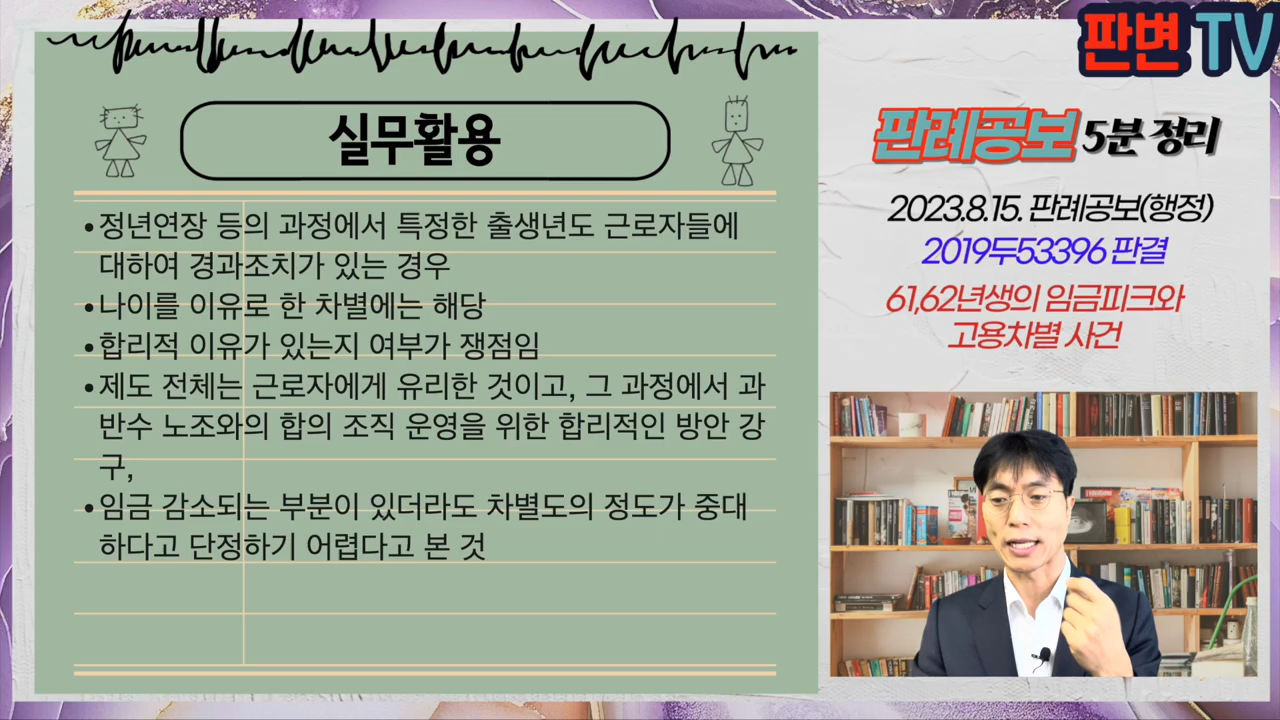 판변 TV
실무활용
정년연장 등의 과정에서 특정한 출생년도 근로자들에
대하여 경과조치가 있는 경우
나이를 이유로 한 차별에는 해당
합리적 이유가 있는지 여부가 쟁점임
제도 전체는 근로자에게 유리한 것이고, 그 과정에서 과
반수 노조와의 합의 조직 운영을 위한 합리적인 방안 강
구,
임금 감소되는 부분이 있더라도 차별도의 정도가 중대
하다고 단정하기 어렵다고 본 것
판례공보 5분 정리
2023.8.15. 판례공보(행정)
2019두53396 판결
61,62년생의 임금피크와
고용차별 사건